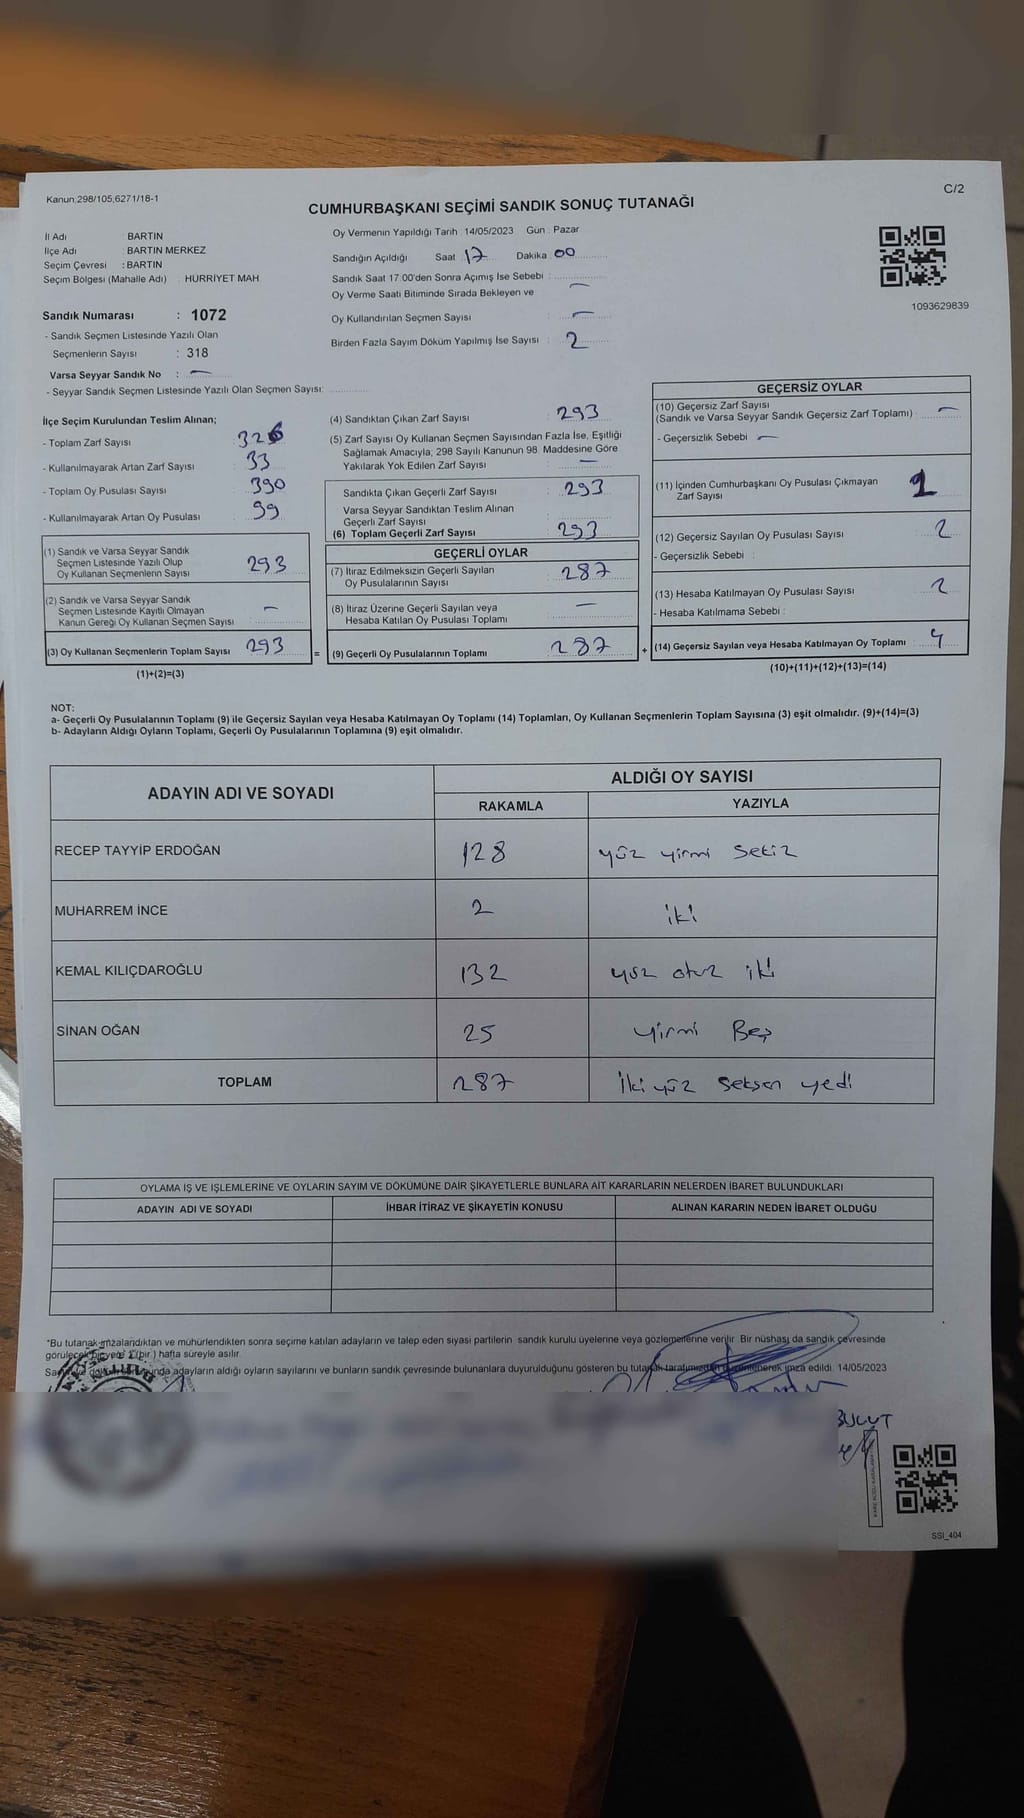 Kanun,298/105,6271/18-1
C/2
CUMHURBAŞKANI SEÇİMİ SANDIK SONUÇ TUTANAĞI
İl Adı : BARTIN
İlçe Adı : BARTIN MERKEZ
Seçim Çevresi : BARTIN
Seçim Bölgesi (Mahalle Adı) : HÜRRİYET MAH
Sandık Numarası : 1072
- Sandık Seçmen Listesinde Yazılı Olan
Seçmenlerin Sayısı : 318
Varsa Seyyar Sandık No : —
- Seyyar Sandık Seçmen Listesinde Yazılı Olan Seçmen Sayısı:
Oy Vermenin Yapıldığı Tarih 14/05/2023 Gün : Pazar
Sandığın Açıldığı Saat 17 Dakika 00
Sandık Saat 17:00'den Sonra Açımış İse Sebebi :
Oy Verme Saati Bitiminde Sırada Bekleyen ve —
Oy Kullandırılan Seçmen Sayısı : —
Birden Fazla Sayım Döküm Yapılmış İse Sayısı : 2
1093629839
İlçe Seçim Kurulundan Teslim Alınan;
- Toplam Zarf Sayısı : 326
- Kullanılmayarak Artan Zarf Sayısı : 33
- Toplam Oy Pusulası Sayısı : 390
- Kullanılmayarak Artan Oy Pusulası : 99
(1) Sandık ve Varsa Seyyar Sandık
Seçmen Listesinde Yazılı Olup
Oy Kullanan Seçmenlerin Sayısı : 293
(2) Sandık ve Varsa Seyyar Sandık
Seçmen Listesinde Kayıtlı Olmayan
Kanun Gereği Oy Kullanan Seçmen Sayısı : —
(3) Oy Kullanan Seçmenlerin Toplam Sayısı : 293
(1)+(2)=(3)
(4) Sandıktan Çıkan Zarf Sayısı : 293
(5) Zarf Sayısı Oy Kullanan Seçmen Sayısından Fazla İse, Eşitliği
Sağlamak Amacıyla, 298 Sayılı Kanunun 98. Maddesine Göre
Yakılarak Yok Edilen Zarf Sayısı : —
Sandıkta Çıkan Geçerli Zarf Sayısı : 293
Varsa Seyyar Sandıktan Teslim Alınan
Geçerli Zarf Sayısı :
(6) Toplam Geçerli Zarf Sayısı : 293
GEÇERLİ OYLAR
(7) İtiraz Edilmeksizin Geçerli Sayılan
Oy Pusulalarının Sayısı : 287
(8) İtiraz Üzerine Geçerli Sayılan veya
Hesaba Katılan Oy Pusulası Toplamı : —
= (9) Geçerli Oy Pusulalarının Toplamı : 287
GEÇERSİZ OYLAR
(10) Geçersiz Zarf Sayısı
(Sandık ve Varsa Seyyar Sandık Geçersiz Zarf Toplamı) : —
- Geçersizlik Sebebi : —
(11) İçinden Cumhurbaşkanı Oy Pusulası Çıkmayan
Zarf Sayısı
(12) Geçersiz Sayılan Oy Pusulası Sayısı : 2
- Geçersizlik Sebebi :
(13) Hesaba Katılmayan Oy Pusulası Sayısı : 2
- Hesaba Katılmama Sebebi :
+ (14) Geçersiz Sayılan veya Hesaba Katılmayan Oy Toplamı :
(10)+(11)+(12)+(13)=(14)
NOT:
a- Geçerli Oy Pusulalarının Toplamı (9) ile Geçersiz Sayılan veya Hesaba Katılmayan Oy Toplamı (14) Toplamları, Oy Kullanan Seçmenlerin Toplam Sayısına (3) eşit olmalıdır. (9)+(14)=(3)
b- Adayların Aldığı Oyların Toplamı, Geçerli Oy Pusulalarının Toplamına (9) eşit olmalıdır.
ADAYIN ADI VE SOYADI
ALDIĞI OY SAYISI
RAKAMLA YAZIYLA
RECEP TAYYİP ERDOĞAN 128 yüz yirmi sekiz
MUHARREM İNCE 2 iki
KEMAL KILIÇDAROĞLU 132 yüz otuz iki
SİNAN OĞAN 25 yirmi Beş
TOPLAM 287 İki yüz seksen yedi
OYLAMA İŞ VE İŞLEMLERİNE VE OYLARIN SAYIM VE DÖKÜMÜNE DAİR ŞİKAYETLERLE BUNLARA AİT KARARLARIN NELERDEN İBARET BULUNDUKLARI
ADAYIN ADI VE SOYADI İHBAR İTİRAZ VE ŞİKAYETİN KONUSU ALINAN KARARIN NEDEN İBARET OLDUĞU
*Bu tutanak imzalandıktan ve mühürlendikten sonra seçime katılan adayların ve talep eden siyasi partilerin sandık kurulu üyelerine veya gözlemcilerine verilir. Bir nüshası da sandık çevresinde
görülecek bir yere 1 (bir) hafta süreyle asılır.
adayların aldığı oyların sayılarını ve bunların sandık çevresinde bulunanlara duyurulduğunu gösteren bu tutanak tarafımızdan düzenlenerek imza edildi. 14/05/2023
BULUT
SSI_404